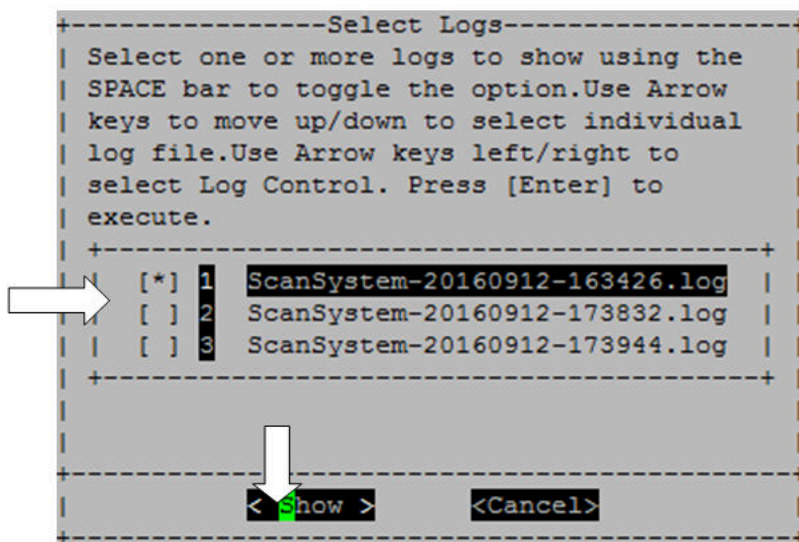 Select Logs
Select one or more logs to show using the
SPACE bar to toggle the option.Use Arrow
keys to move up/down to select individual
log file.Use Arrow keys left/right to
select Log Control. Press [Enter] to
execute.
[*] 1 ScanSystem-20160912-163426.log
[ ] 2 ScanSystem-20160912-173832.log
[ ] 3 ScanSystem-20160912-173944.log
< Show > <Cancel>